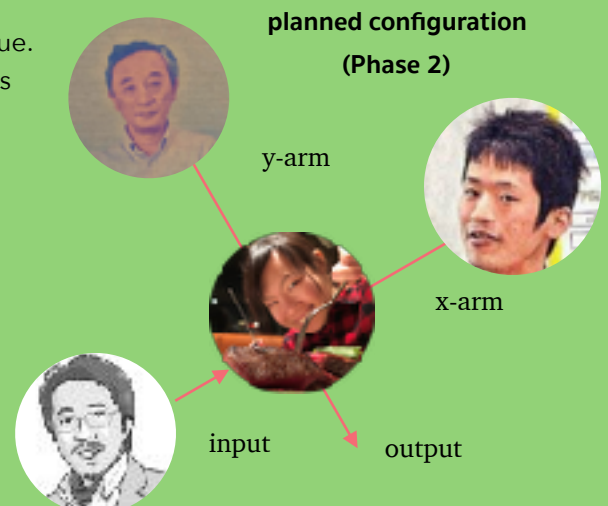 ue.
s
planned configuration
(Phase 2)
y-arm
x-arm
input
output